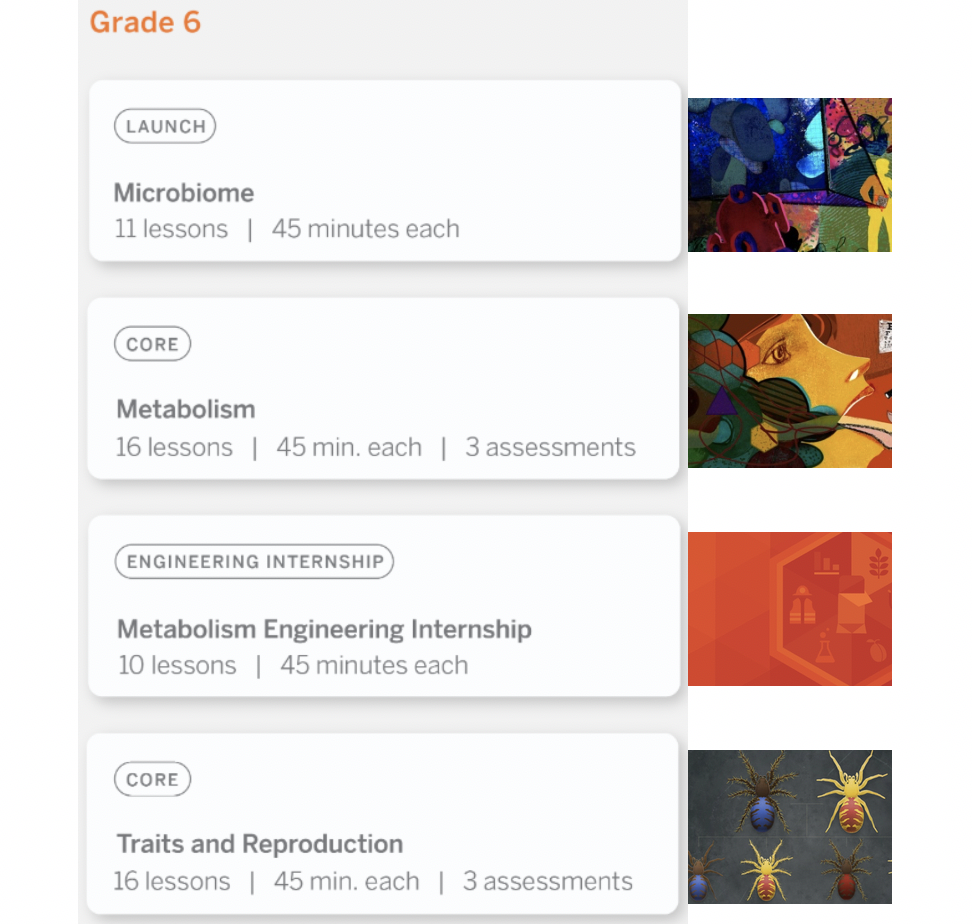 Grade 6
LAUNCH
Microbiome
11 lessons | 45 minutes each
CORE
Metabolism
16 lessons | 45 min. each | 3 assessments
ENGINEERING INTERNSHIP
Metabolism Engineering Internship
10 lessons | 45 minutes each
CORE
Traits and Reproduction
16 lessons | 45 min. each | 3 assessments